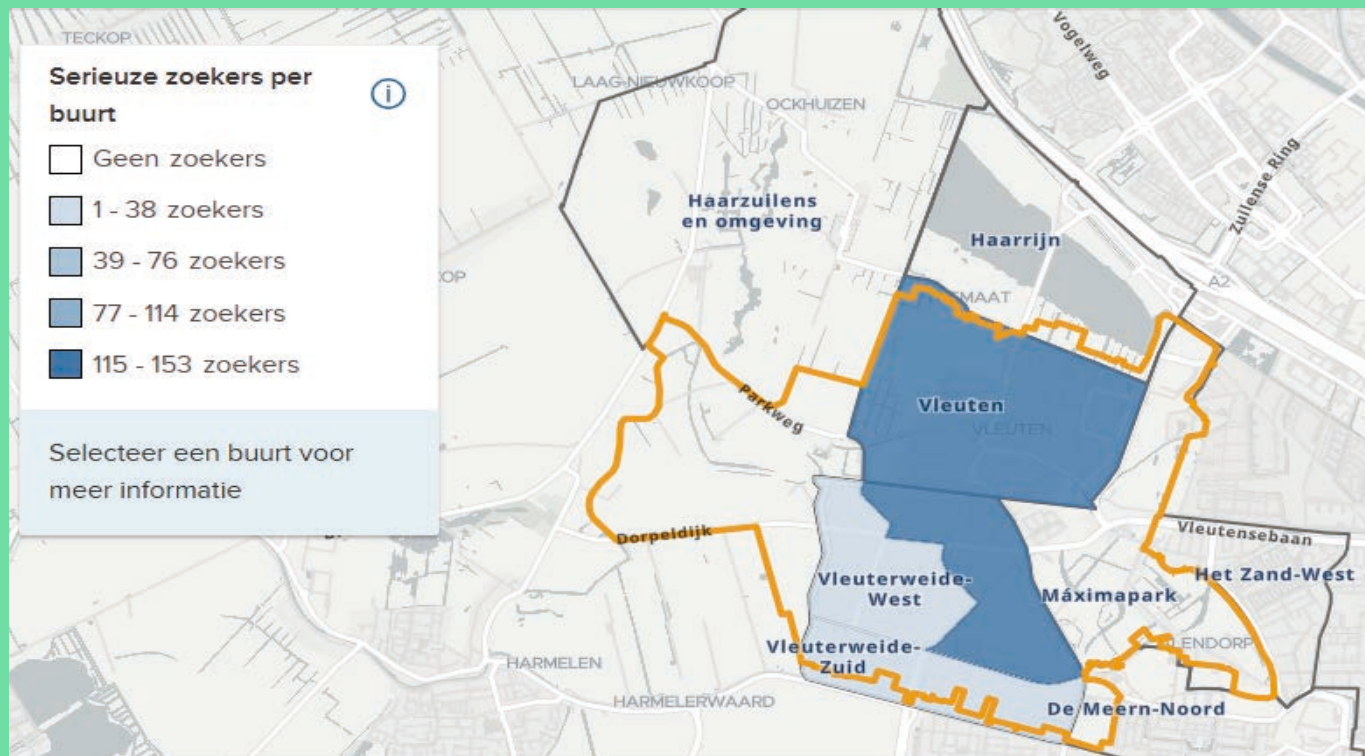 Serieuze zoekers per
buurt
Geen zoekers
1 - 38 zoekers
39 - 76 zoekers
77 - 114 zoekers
115 - 153 zoekers
Selecteer een buurt voor
meer informatie
TECKOP
LAAG-NIEUWKOOP
OCKHUIZEN
Vogelweg
Zuilense Ring
Haarzuilens
en omgeving
Haarrijn
A2
EMAAT
Vleuten
VLEUTEN
Parkweg
Dorpeldijk
Vleutensebaan
Het Zand-West
Vleuterweide-
West
Máximapark
Vleuterweide-
Zuid
LENDORP
HARMELEN
HARMELERWAARD
De Meern-Noord